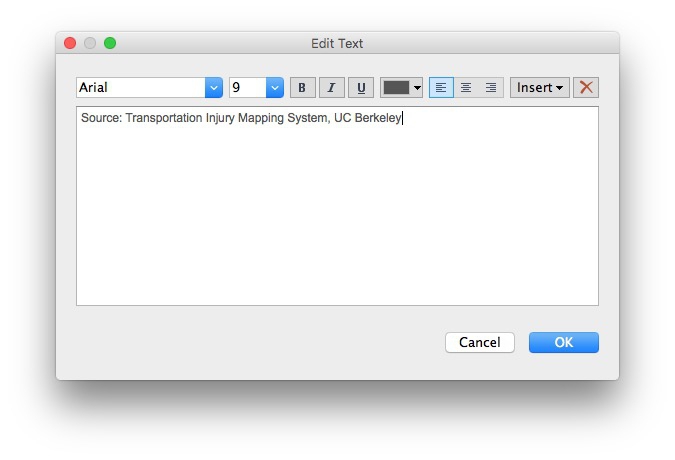 Edit Text
Arial 9 B I U Insert
Source: Transportation Injury Mapping System, UC Berkeley
Cancel OK